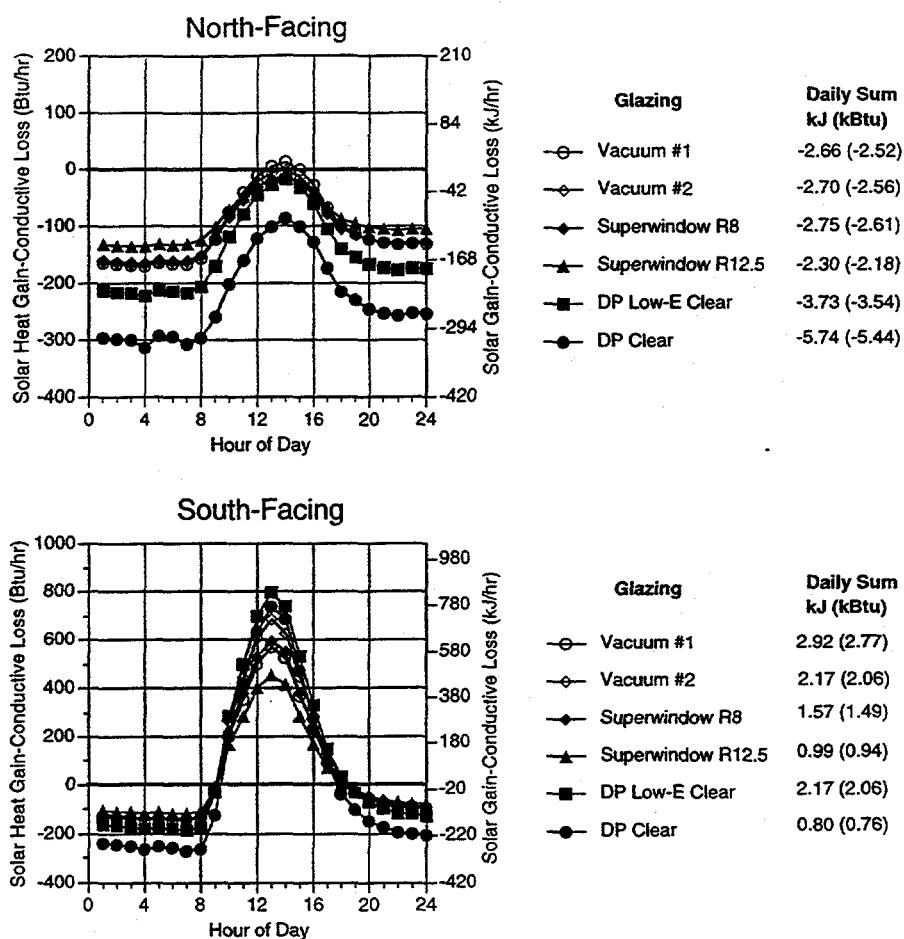 North-Facing
Solar Heat Gain-Conductive Loss (Btu/hr)
200
100
0
-100
-200
-300
-400
210
84
-42
-168
-294
-420
Solar Gain-Conductive Loss (kJ/hr)
0 4 8 12 16 20 24
Hour of Day
Glazing Daily Sum
kJ (kBtu)
Vacuum #1 -2.66 (-2.52)
Vacuum #2 -2.70 (-2.56)
Superwindow R8 -2.75 (-2.61)
Superwindow R12.5 -2.30 (-2.18)
DP Low-E Clear -3.73 (-3.54)
DP Clear -5.74 (-5.44)
South-Facing
Solar Heat Gain-Conductive Loss (Btu/hr)
1000
800
600
400
200
0
-200
-400
980
780
580
380
180
-20
-220
-420
Solar Gain-Conductive Loss (kJ/hr)
0 4 8 12 16 20 24
Hour of Day
Glazing Daily Sum
kJ (kBtu)
Vacuum #1 2.92 (2.77)
Vacuum #2 2.17 (2.06)
Superwindow R8 1.57 (1.49)
Superwindow R12.5 0.99 (0.94)
DP Low-E Clear 2.17 (2.06)
DP Clear 0.80 (0.76)